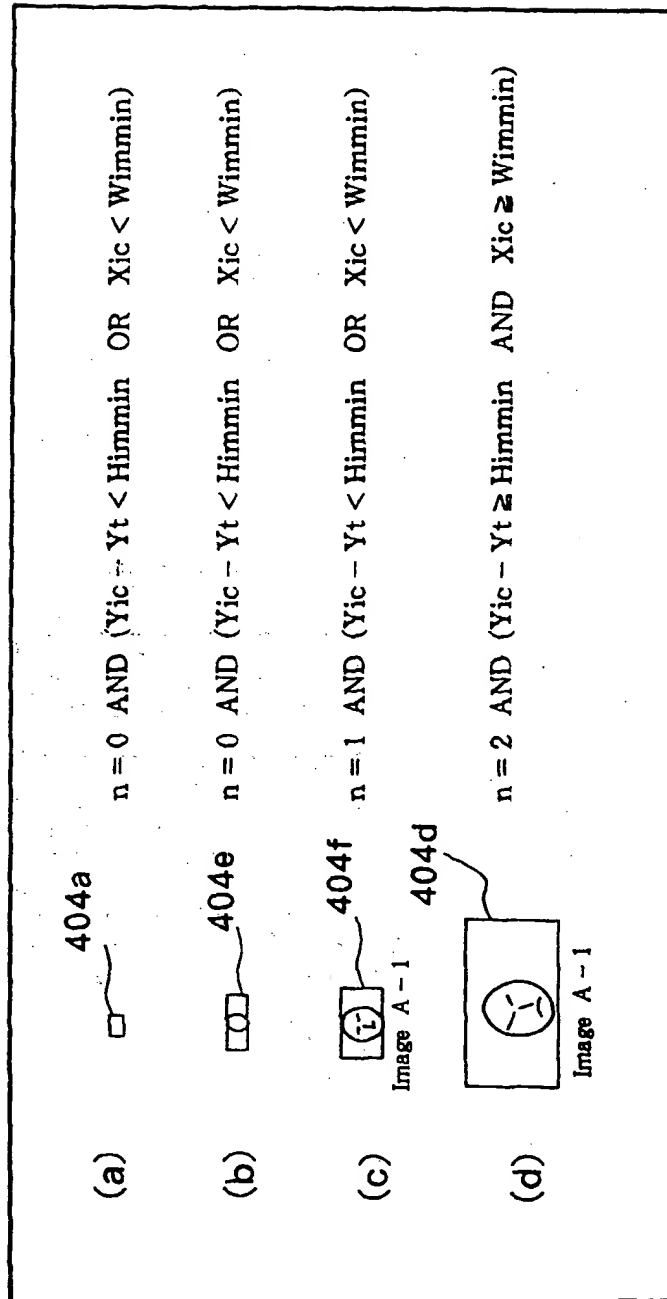 (a) 404a n = 0 AND (Yic - Yt < Himmin OR Xic < Wimmin)
(b) 404e n = 0 AND (Yic - Yt < Himmin OR Xic < Wimmin)
(c) 404f n = 1 AND (Yic - Yt < Himmin OR Xic < Wimmin)
Image A - 1
(d) 404d n = 2 AND (Yic - Yt ≧ Himmin AND Xic ≧ Wimmin)
Image A - 1